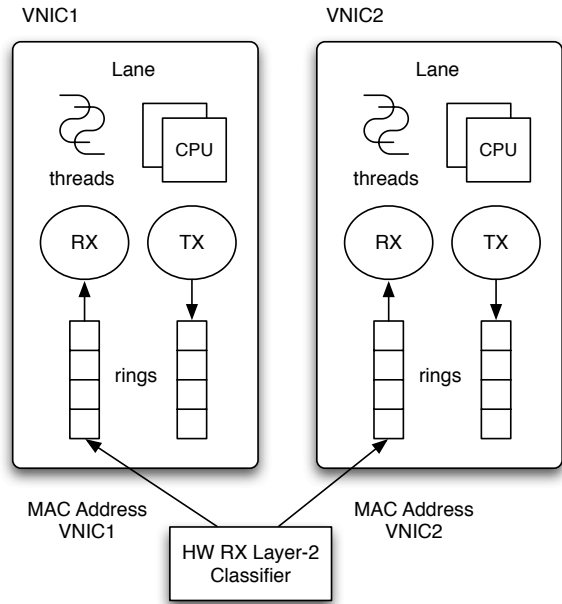 VNIC1
VNIC2
Lane
Lane
CPU
CPU
threads
threads
RX
TX
RX
TX
rings
rings
MAC Address
VNIC1
MAC Address
VNIC2
HW RX Layer-2
Classifier